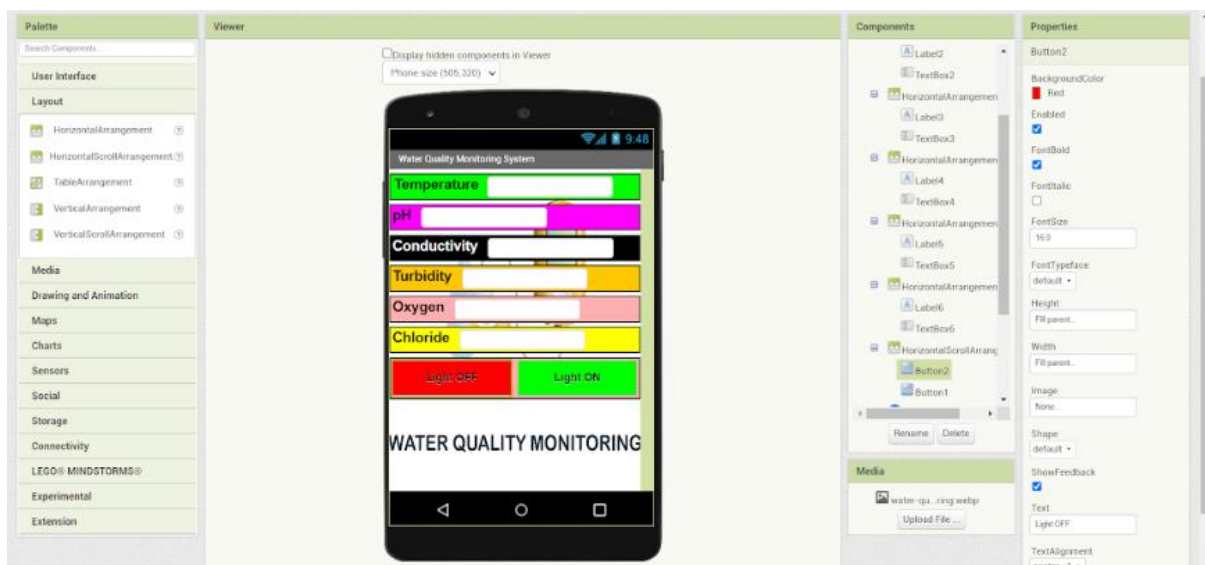 Palette
Search Components...
User Interface
Layout
HorizontalArrangement
HorizontalScrollArrangement
TableArrangement
VerticalArrangement
VerticalScrollArrangement
Media
Drawing and Animation
Maps
Charts
Sensors
Social
Storage
Connectivity
LEGO® MINDSTORMS®
Experimental
Extension
Viewer
Display hidden components in Viewer
Phone size (505,320)
9:48
Water Quality Monitoring System
Temperature
pH
Conductivity
Turbidity
Oxygen
Chloride
Light OFF Light ON
WATER QUALITY MONITORING
Components
Label2
TextBox2
HorizontalArrangemen
Label3
TextBox3
HorizontalArrangemen
Label4
TextBox4
HorizontalArrangemen
Label5
TextBox5
HorizontalArrangemen
Label6
TextBox6
HorizontalScrollArrang
Button2
Button1
Rename Delete
Media
water-qu...ring.webp
Upload File ...
Properties
Button2
BackgroundColor
Red
Enabled
FontBold
FontItalic
FontSize
16.0
FontTypeface
default
Height
Fill parent...
Width
Fill parent...
Image
None...
Shape
default
ShowFeedback
Text
Light OFF
TextAlignment